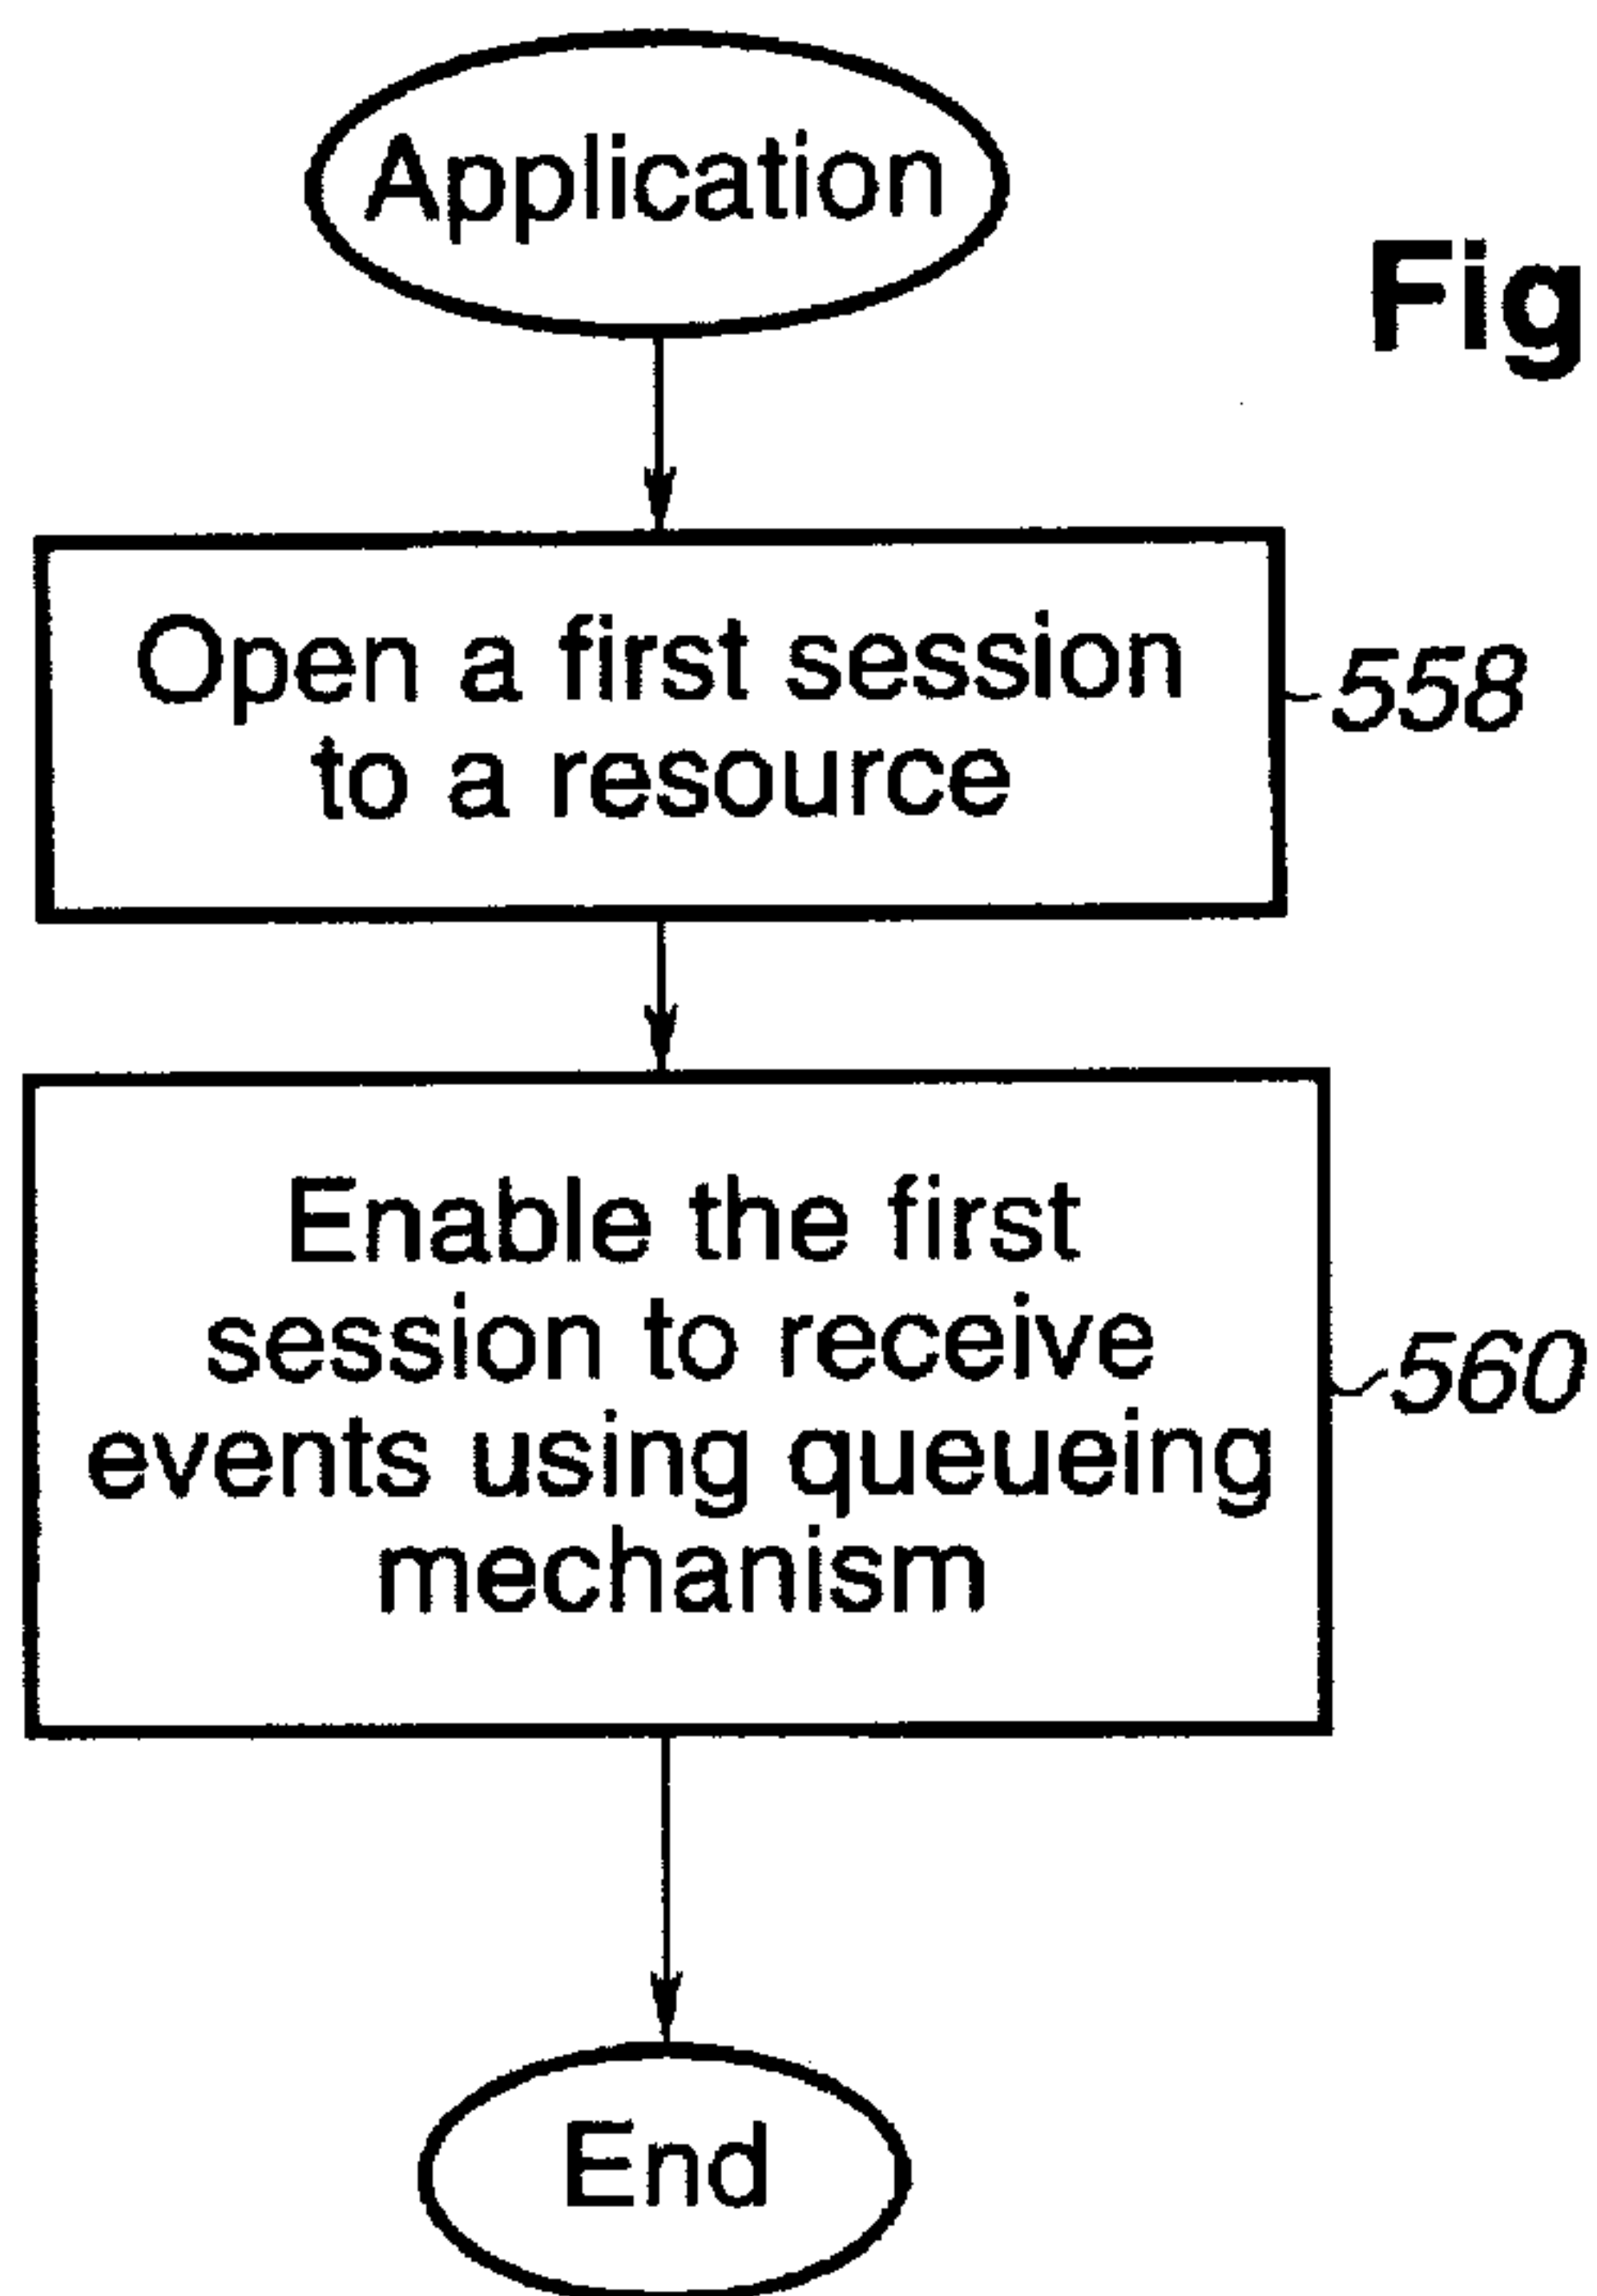 Application
Fig
Open a first session
to a resource
558
Enable the first
session to receive
events using queueing
mechanism
560
End